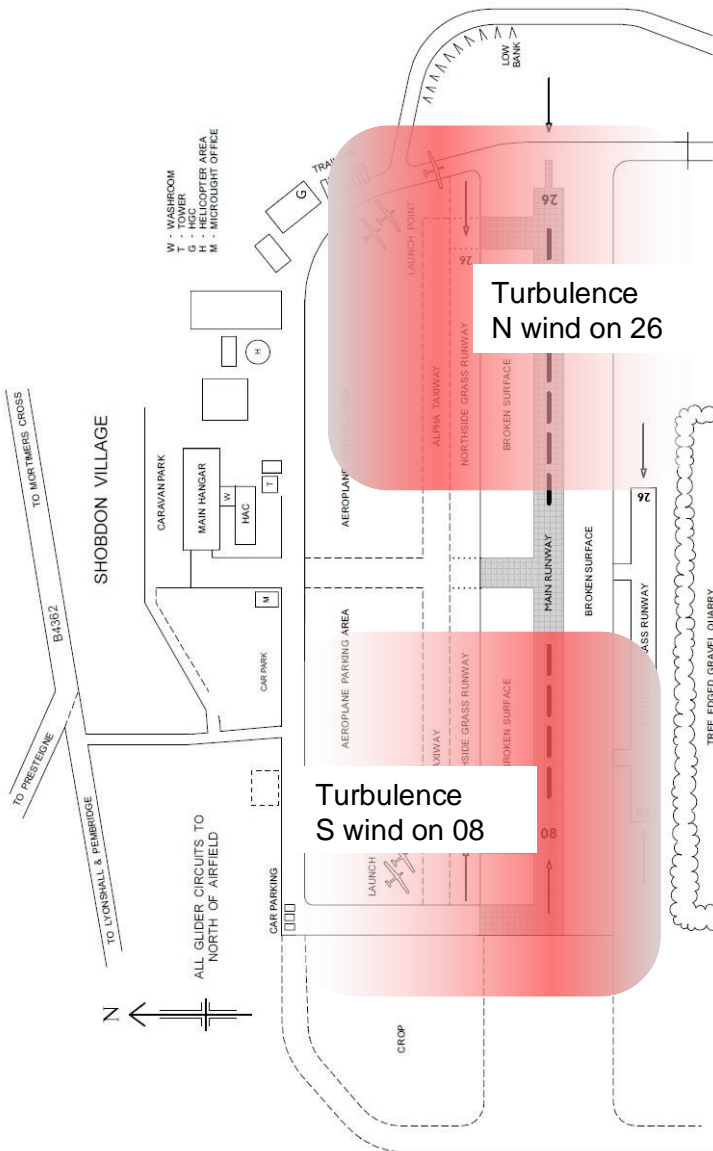 LOW
BANK
W - WASHROOM
T - TOWER
G - HGC
H - HELICOPTER AREA
M - MICROLIGHT OFFICE
G
LAUNCH POINT
26
26
Turbulence
N wind on 26
TO MORTIMERS CROSS
SHOBDON VILLAGE
CARAVAN PARK
MAIN HANGAR
W
HAC
T
H
M
ALPHA TAXIWAY
NORTHSIDE GRASS RUNWAY
BROKEN SURFACE
26
B4362
TO PRESTEIGNE
TO LYONSHALL & PEMBRIDGE
CAR PARK
AEROPLANE PARKING AREA
MAIN RUNWAY
BROKEN SURFACE
GRASS RUNWAY
TREE EDGED GRAVEL QUARRY
Turbulence
S wind on 08
ALL GLIDER CIRCUITS TO
NORTH OF AIRFIELD
CAR PARKING
LAUNCH
08
08
N
CROP